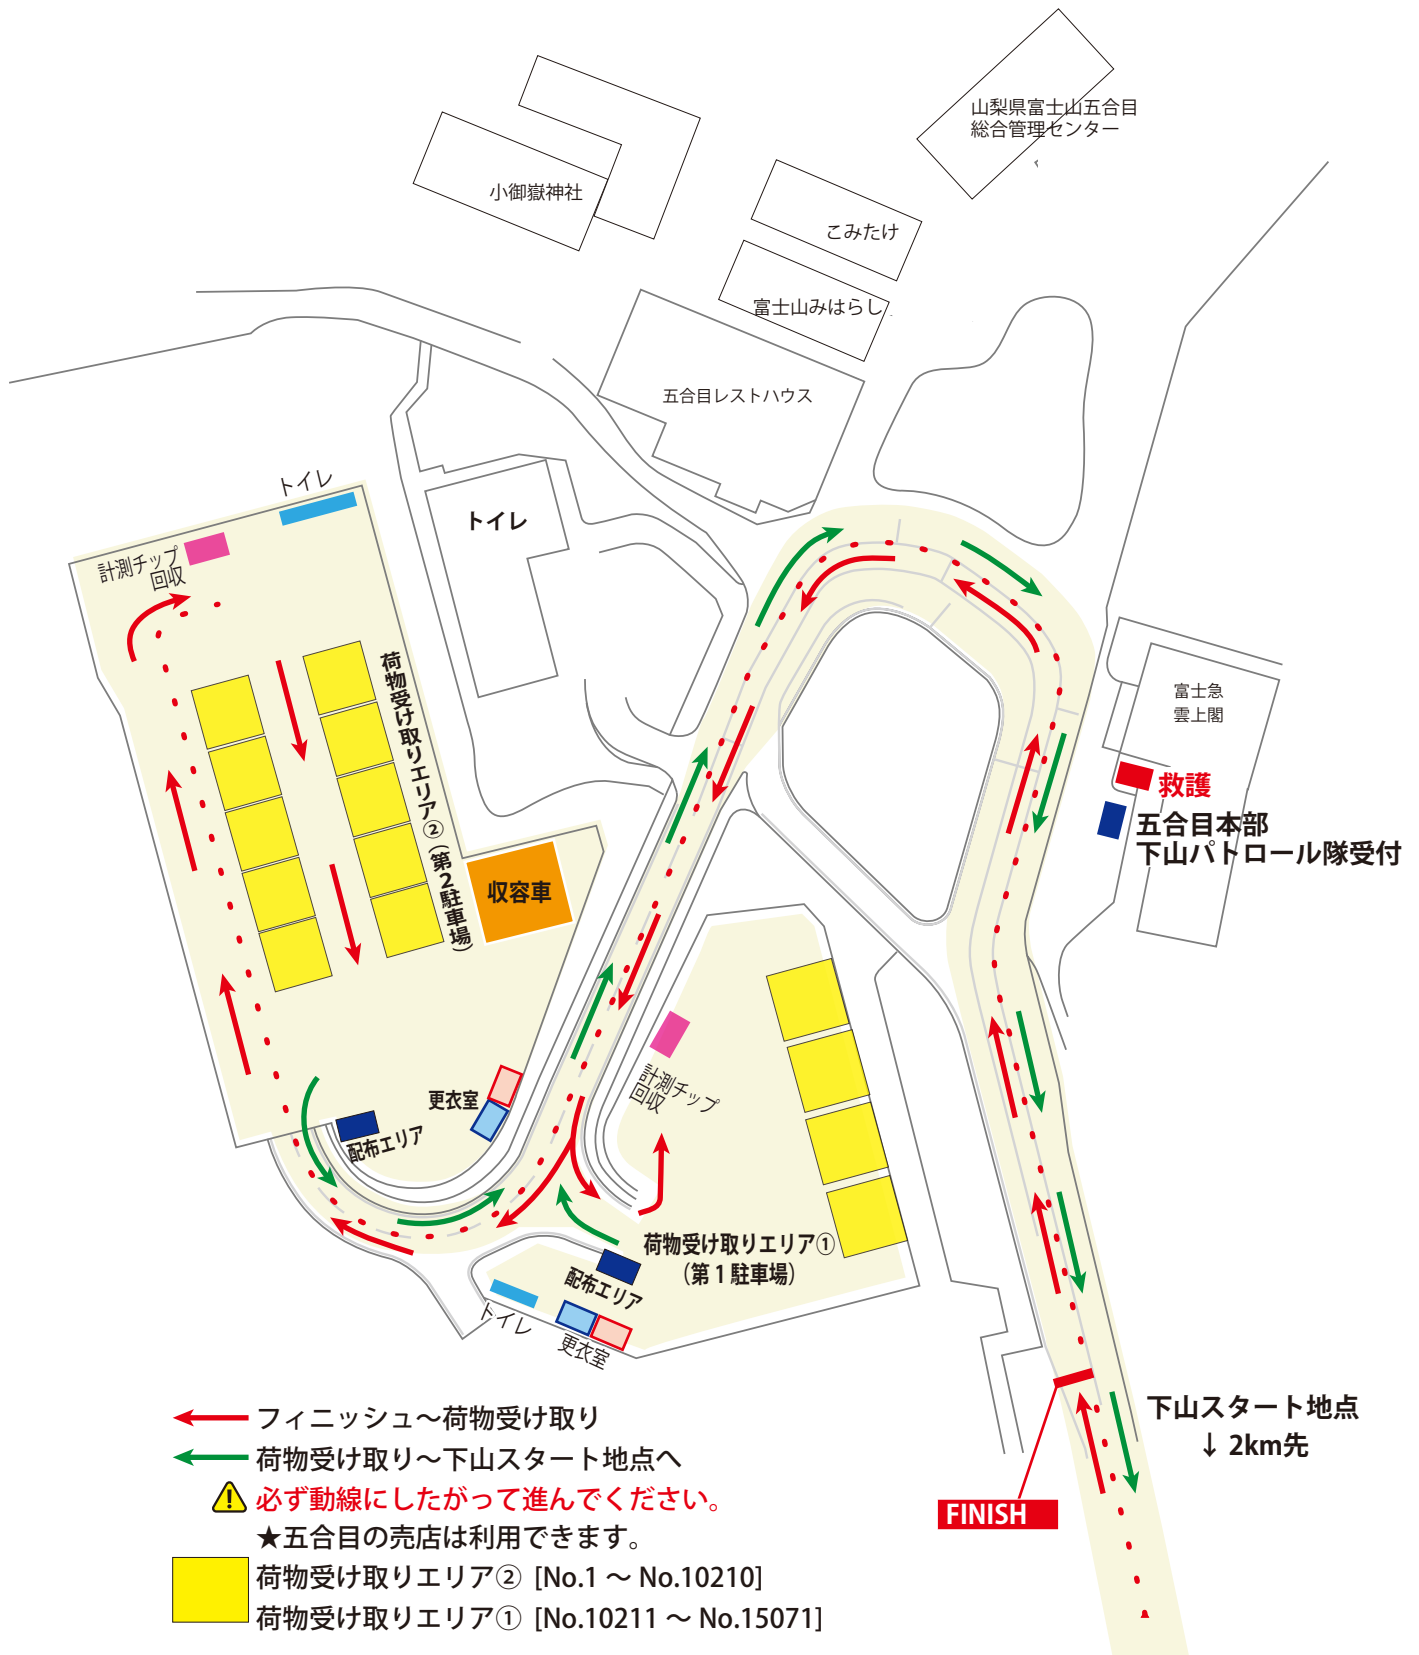 山梨県富士山五合目
総合管理センター
小御嶽神社
こみたけ
富士山みはらし
五合目レストハウス
トイレ
トイレ
計測チップ
回収
荷物受け取りエリア②(第2駐車場)
収容車
富士急
雲上閣
救護
五合目本部
下山パトロール隊受付
計測チップ
回収
更衣室
配布エリア
荷物受け取りエリア①
(第1駐車場)
配布エリア
トイレ
更衣室
下山スタート地点
↓ 2km先
FINISH
フィニッシュ～荷物受け取り
荷物受け取り～下山スタート地点へ
必ず動線にしたがって進んでください。
★五合目の売店は利用できます。
荷物受け取りエリア② [No.1 ～ No.10210]
荷物受け取りエリア① [No.10211 ～ No.15071]